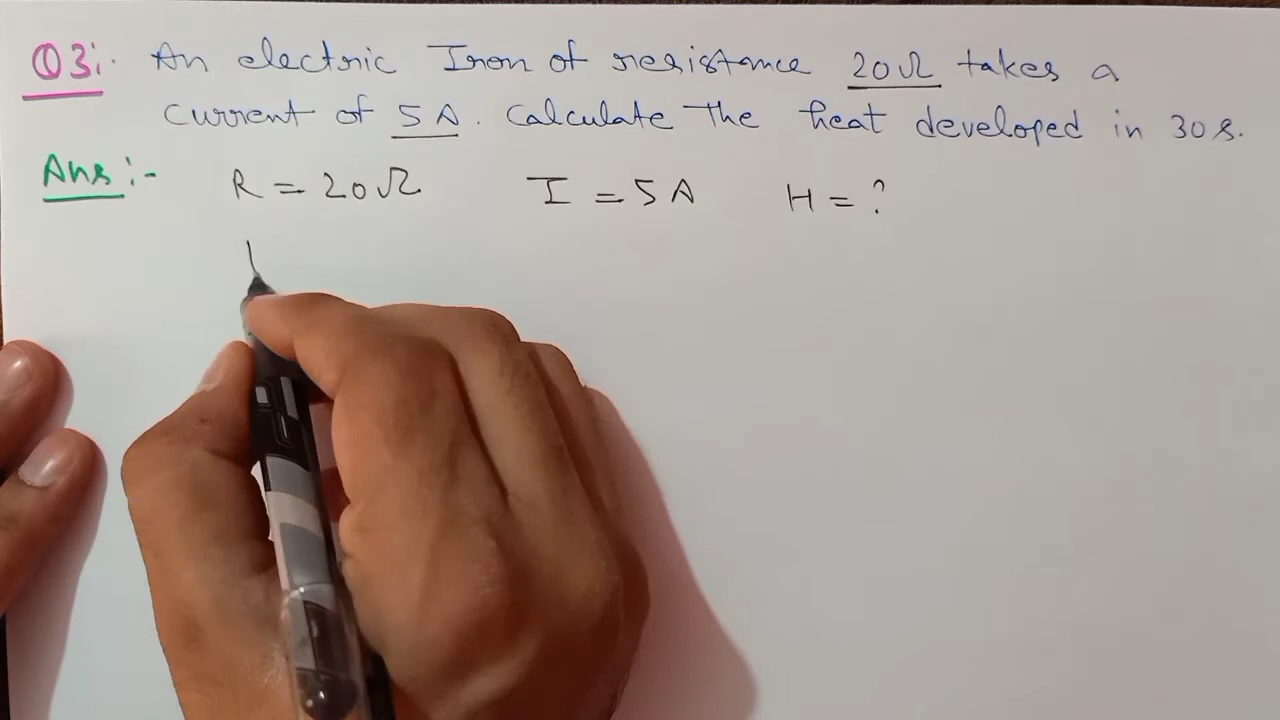 Q3:. An electric Iron of resistance 20Ω takes a
current of 5A. Calculate the heat developed in 30s.
Ans:- R = 20Ω I = 5A H = ?